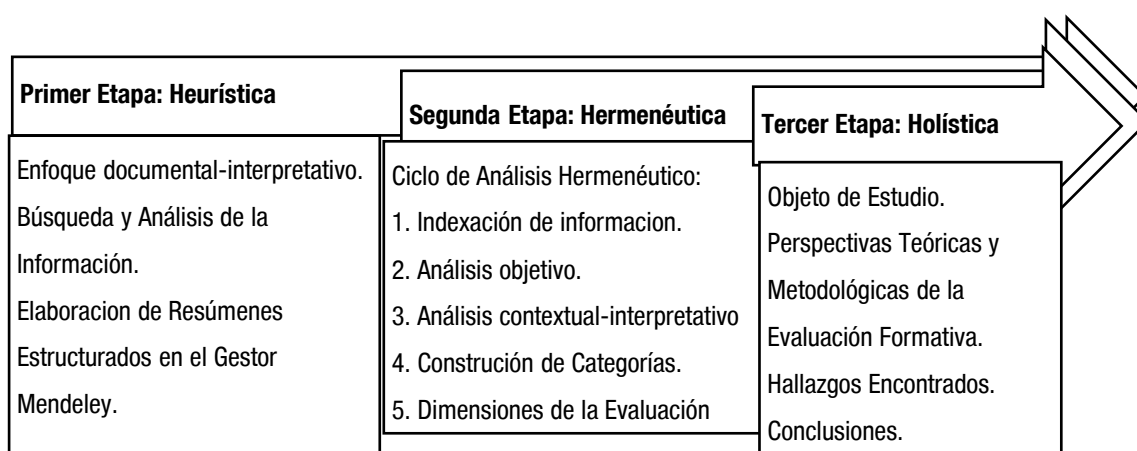 Primer Etapa: Heurística
Enfoque documental-interpretativo.
Búsqueda y Análisis de la
Información.
Elaboracion de Resúmenes
Estructurados en el Gestor
Mendeley.
Segunda Etapa: Hermenéutica
Ciclo de Análisis Hermenéutico:
1. Indexación de informacion.
2. Análisis objetivo.
3. Análisis contextual-interpretativo
4. Construción de Categorías.
5. Dimensiones de la Evaluación
Tercer Etapa: Holística
Objeto de Estudio.
Perspectivas Teóricas y
Metodológicas de la
Evaluación Formativa.
Hallazgos Encontrados.
Conclusiones.